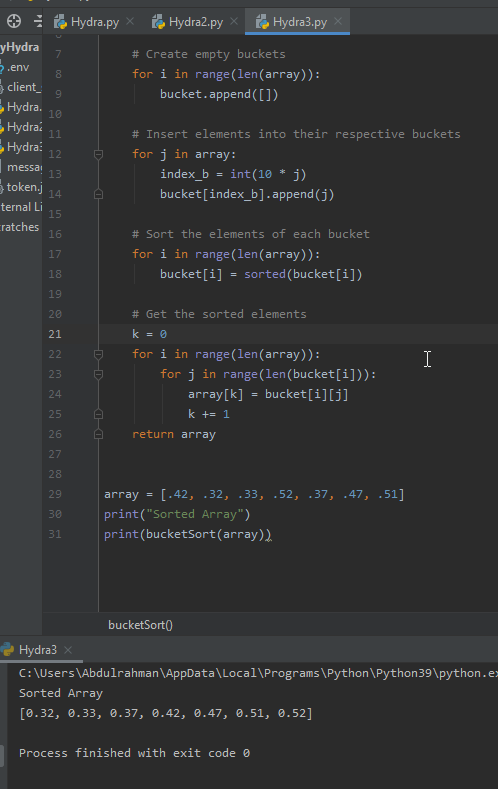 Hydra.py × Hydra2.py × Hydra3.py ×
yHydra
.env
client_
Hydra.
Hydra2
Hydra3
messa
token.j
ternal Li
ratches
7 # Create empty buckets
8 for i in range(len(array)):
9 bucket.append([])
10
11 # Insert elements into their respective buckets
12 for j in array:
13 index_b = int(10 * j)
14 bucket[index_b].append(j)
15
16 # Sort the elements of each bucket
17 for i in range(len(array)):
18 bucket[i] = sorted(bucket[i])
19
20 # Get the sorted elements
21 k = 0
22 for i in range(len(array)):
23 for j in range(len(bucket[i])):
24 array[k] = bucket[i][j]
25 k += 1
26 return array
27
28
29 array = [.42, .32, .33, .52, .37, .47, .51]
30 print("Sorted Array")
31 print(bucketSort(array))
bucketSort()
Hydra3 ×
C:\Users\Abdulrahman\AppData\Local\Programs\Python\Python39\python.ex
Sorted Array
[0.32, 0.33, 0.37, 0.42, 0.47, 0.51, 0.52]
Process finished with exit code 0